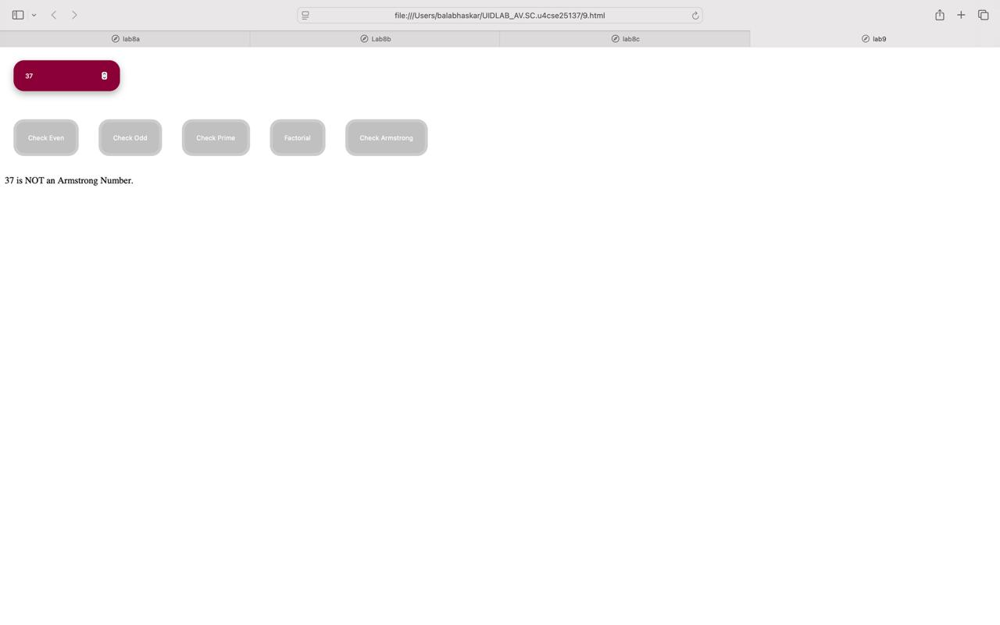 file:///Users/balabhaskar/UIDLAB_AV.SC.u4cse25137/9.html
lab8a Lab8b lab8c lab9
37
Check Even Check Odd Check Prime Factorial Check Armstrong
37 is NOT an Armstrong Number.